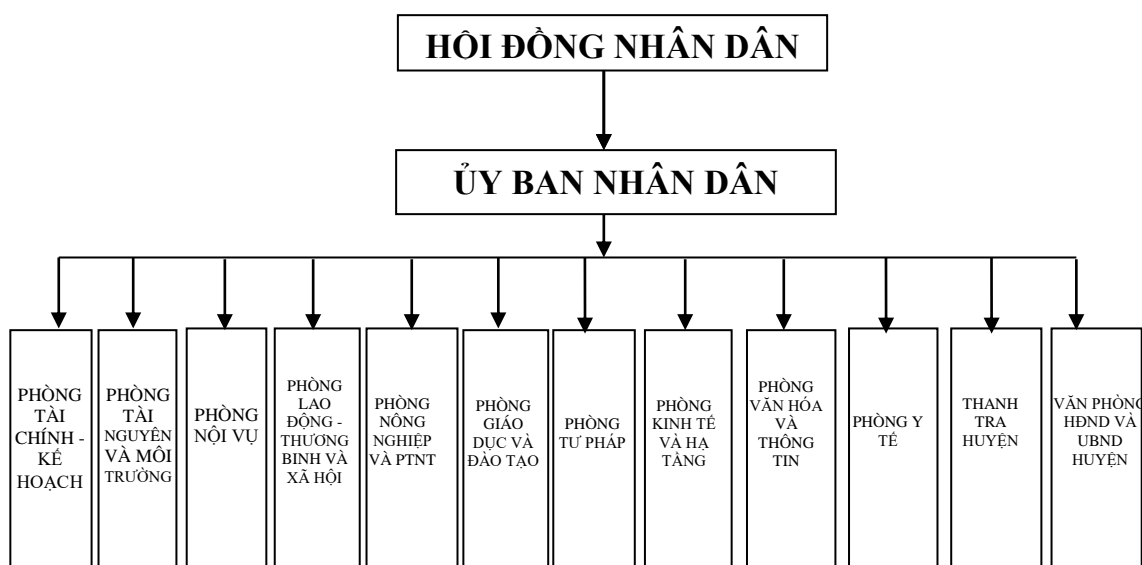 HÔI ĐỒNG NHÂN DÂN
ỦY BAN NHÂN DÂN
PHÒNG
TÀI
CHÍNH -
KẾ
HOẠCH
PHÒNG
TÀI
NGUYÊN
VÀ MÔI
TRƯỜNG
PHÒNG
NỘI VỤ
PHÒNG
LAO
ĐỘNG -
THƯƠNG
BINH VÀ
XÃ HỘI
PHÒNG
NÔNG
NGHIỆP
VÀ PTNT
PHÒNG
GIÁO
DỤC VÀ
ĐÀO TẠO
PHÒNG
TƯ PHÁP
PHÒNG
KINH TẾ
VÀ HẠ
TẦNG
PHÒNG
VĂN HÓA
VÀ
THÔNG
TIN
PHÒNG Y
TẾ
THANH
TRA
HUYỆN
VĂN PHÒNG
HĐND VÀ
UBND
HUYỆN